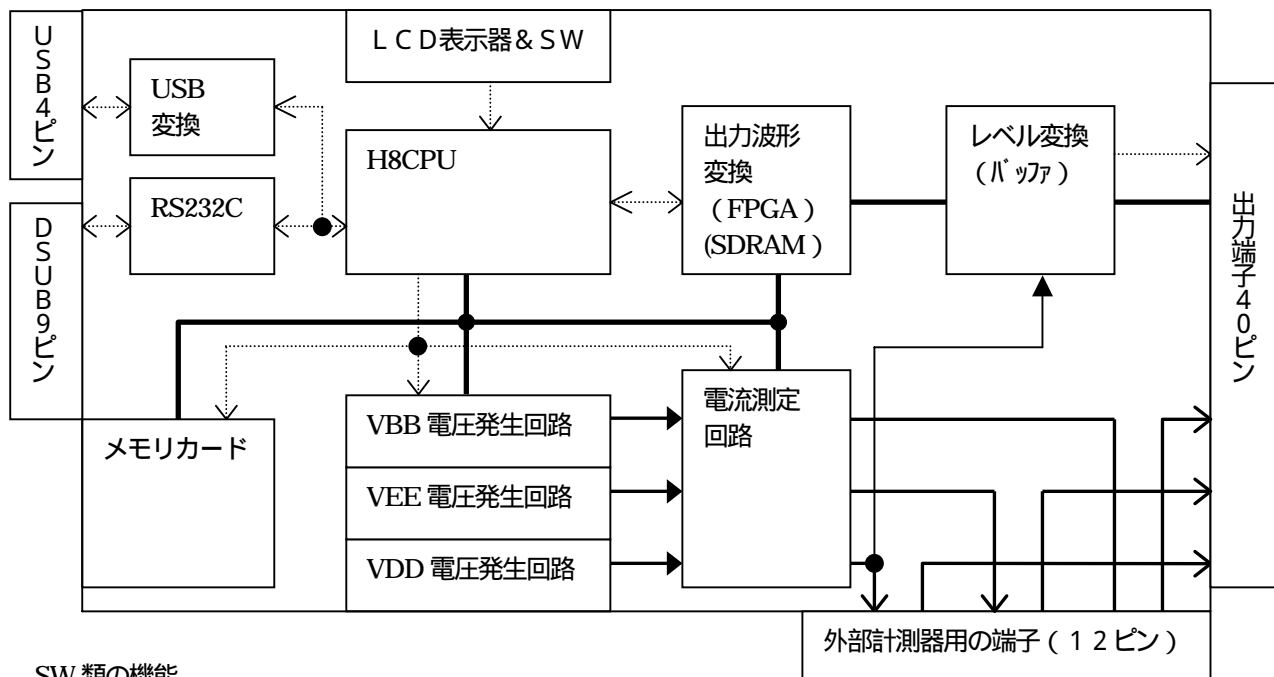 USB4ピン
LCD表示器&SW
USB
変換
H8CPU
出力波形
変換
(FPGA)
(SDRAM)
レベル変換
(バッファ)
RS232C
DSUB9ピン
出力端子40ピン
メモリカード
VBB 電圧発生回路
VEE 電圧発生回路
VDD 電圧発生回路
電流測定
回路
外部計測器用の端子(12ピン)
SW 類の機能